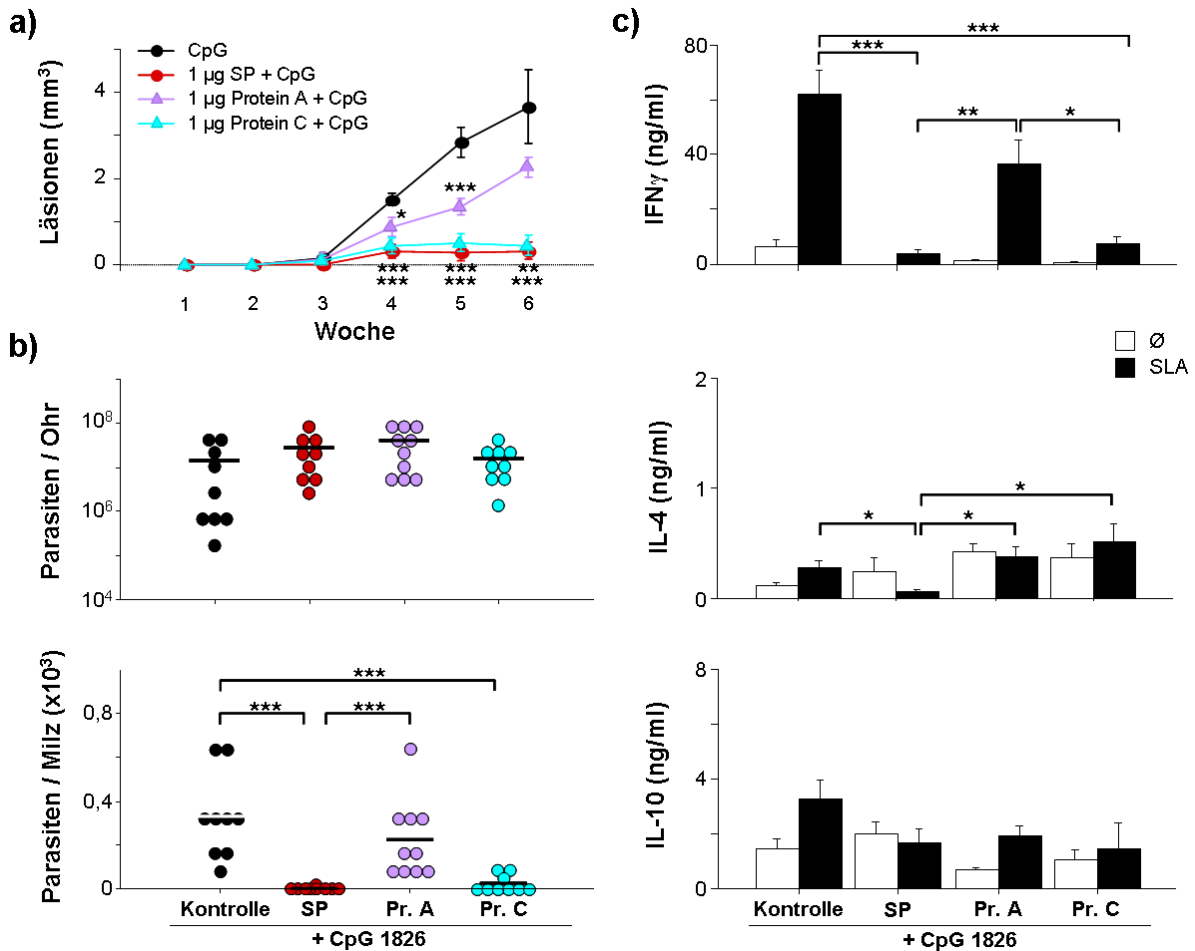 a)
Läsionen (mm³)
4
2
0
CpG
1 µg SP + CpG
1 µg Protein A + CpG
1 µg Protein C + CpG
*
***
*** *** **
*** *** ***
1 2 3 4 5 6
Woche
b)
Parasiten / Ohr
10⁸
10⁶
10⁴
Parasiten / Milz (x10³)
0,8
0,4
0
***
*** ***
Kontrolle SP Pr. A Pr. C
+ CpG 1826
c)
IFNγ (ng/ml)
80
40
0
***
***
** *
Ø
SLA
IL-4 (ng/ml)
2
1
0
*
* *
IL-10 (ng/ml)
8
4
0
Kontrolle SP Pr. A Pr. C
+ CpG 1826